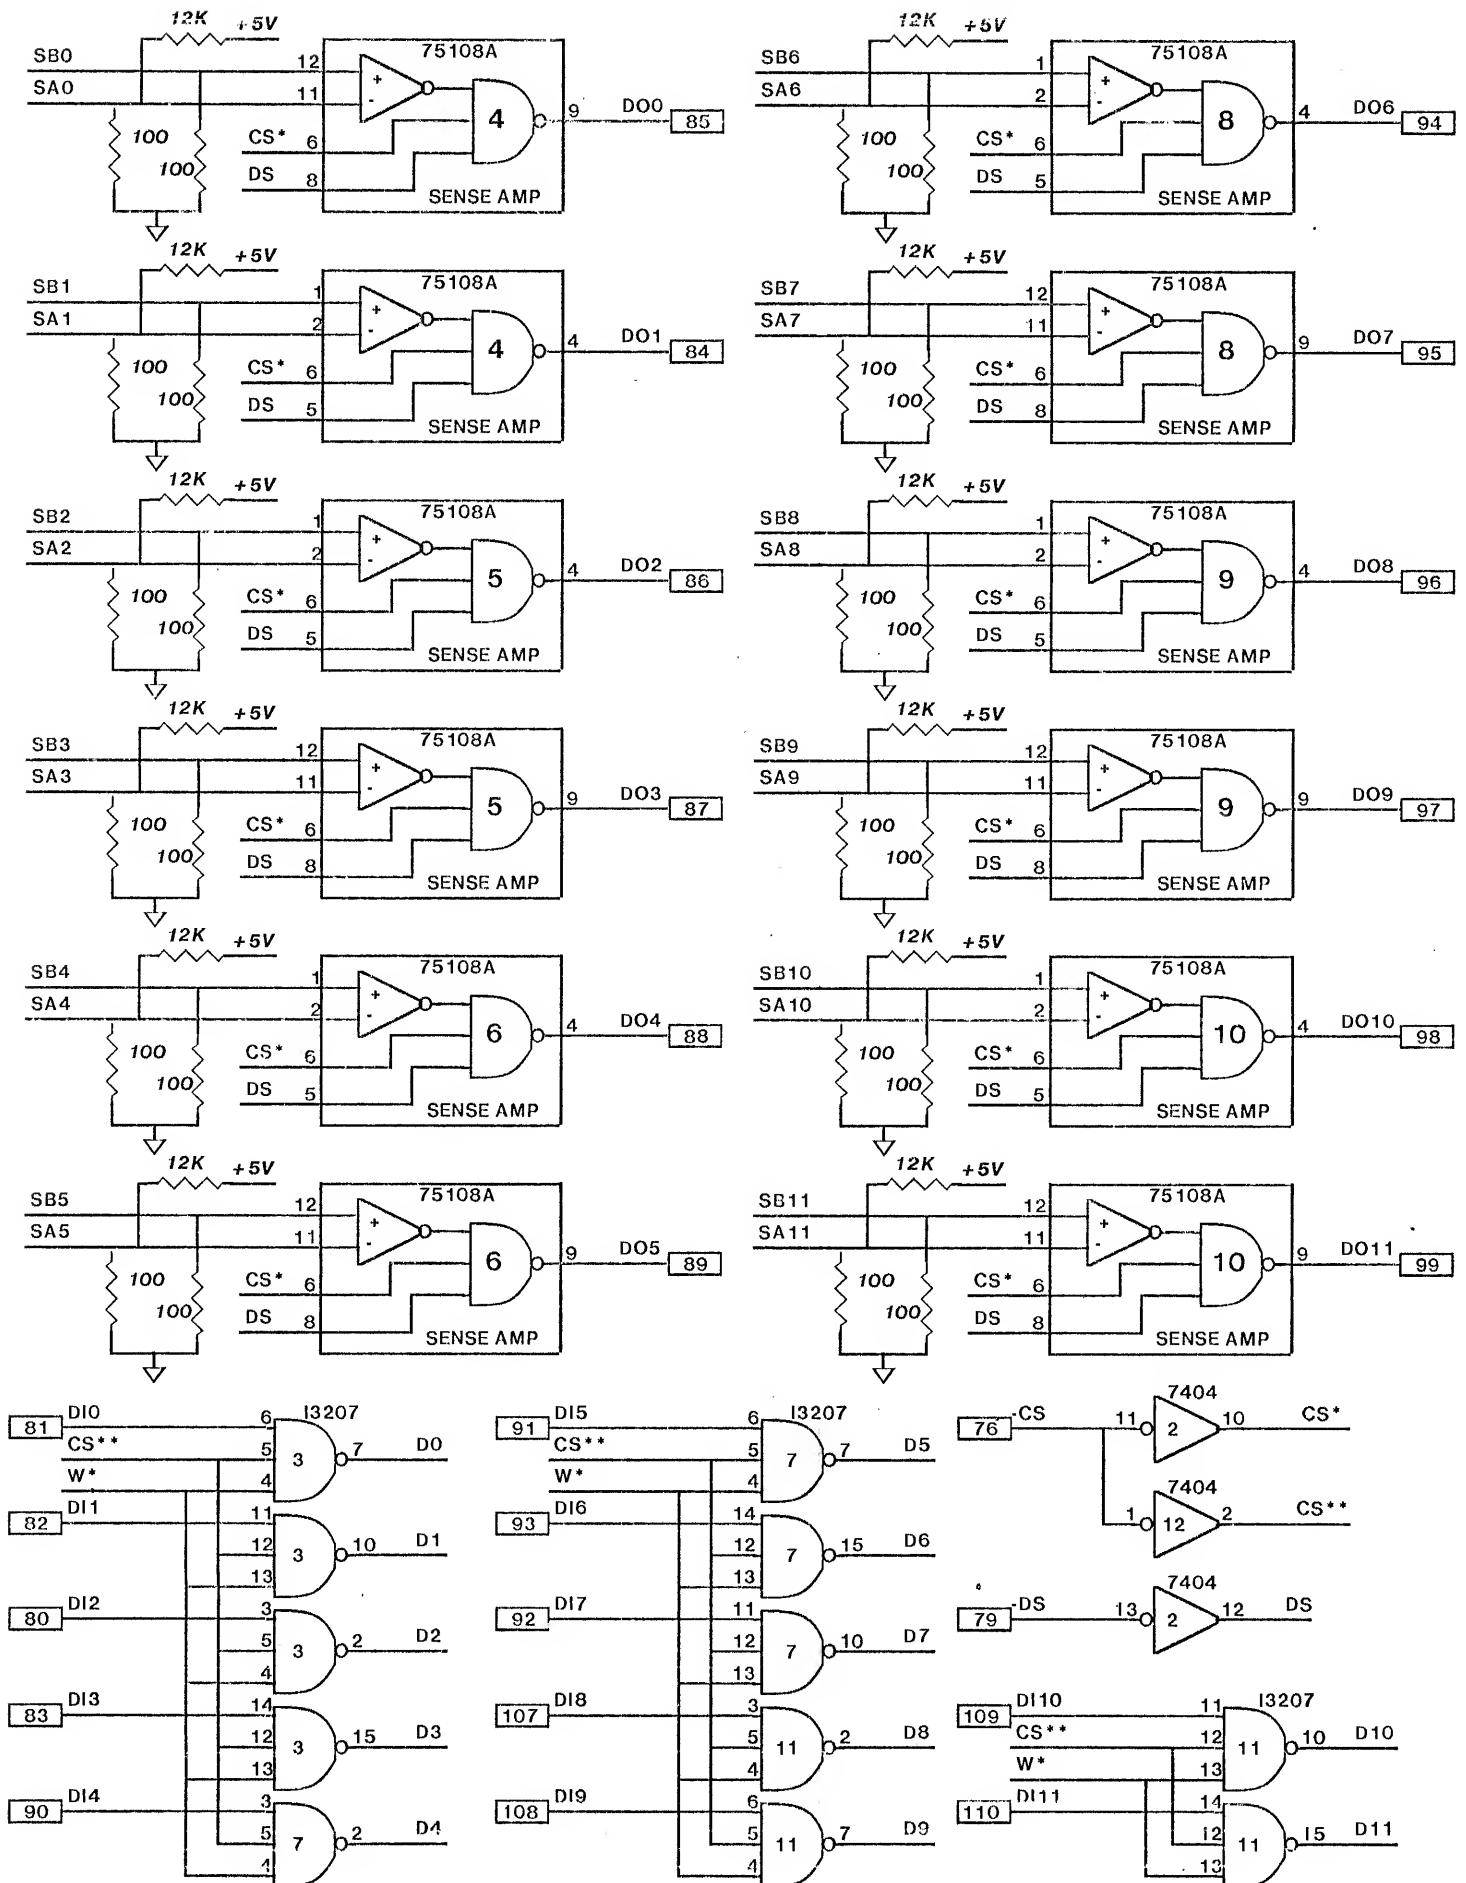 12K +5V
75108A
SB0 12
SA0 11
4
9 DO0 85
100
100
CS* 6
DS 8
SENSE AMP
12K +5V
75108A
SB6 1
SA6 2
8
4 DO6 94
100
100
CS* 6
DS 5
SENSE AMP
12K +5V
75108A
SB1 1
SA1 2
4
4 DO1 84
100
100
CS* 6
DS 5
SENSE AMP
12K +5V
75108A
SB7 12
SA7 11
8
9 DO7 95
100
100
CS* 6
DS 8
SENSE AMP
12K +5V
75108A
SB2 1
SA2 2
5
4 DO2 86
100
100
CS* 6
DS 5
SENSE AMP
12K +5V
75108A
SB8 1
SA8 2
9
4 DO8 96
100
100
CS* 6
DS 5
SENSE AMP
12K +5V
75108A
SB3 12
SA3 11
5
9 DO3 87
100
100
CS* 6
DS 8
SENSE AMP
12K +5V
75108A
SB9 12
SA9 11
9
9 DO9 97
100
100
CS* 6
DS 8
SENSE AMP
12K +5V
75108A
SB4 1
SA4 2
6
4 DO4 88
100
100
CS* 6
DS 5
SENSE AMP
12K +5V
75108A
SB10 1
SA10 2
10
4 DO10 98
100
100
CS* 6
DS 5
SENSE AMP
12K +5V
75108A
SB5 12
SA5 11
6
9 DO5 89
100
100
CS* 6
DS 8
SENSE AMP
12K +5V
75108A
SB11 12
SA11 11
10
9 DO11 99
100
100
CS* 6
DS 8
SENSE AMP
81 DI0 6 I3207
CS** 5 3 7 D0
W* 4
82 DI1 11
12 3 10 D1
13
80 DI2 3
5 3 2 D2
4
83 DI3 14
12 3 15 D3
13
90 DI4 3
5 7 2 D4
4
91 DI5 6 I3207
CS** 5 7 7 D5
W* 4
93 DI6 14
12 7 15 D6
13
92 DI7 11
12 7 10 D7
13
107 DI8 3
5 11 2 D8
4
108 DI9 6
5 11 7 D9
4
7404
76 -CS 11 2 10 CS*
7404
1 12 2 CS**
7404
79 -DS 13 2 12 DS
109 DI10 11 I3207
CS** 12 11 10 D10
W* 13
110 DI11 14
12 11 15 D11
13